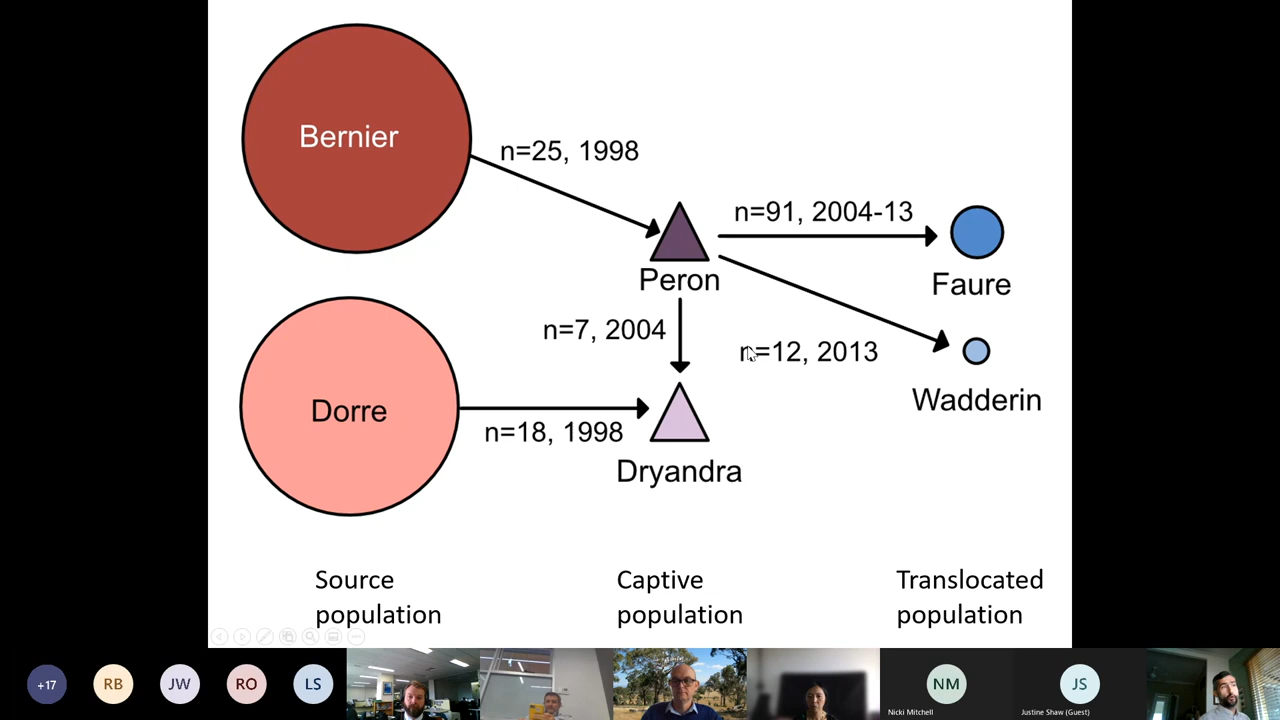 Bernier
n=25, 1998
n=91, 2004-13
Peron
Faure
n=7, 2004
n=12, 2013
Wadderin
Dorre
n=18, 1998
Dryandra
Source
population
Captive
population
Translocated
population
+17
RB
JW
RO
LS
NM
Nicki Mitchell
JS
Justine Shaw (Guest)